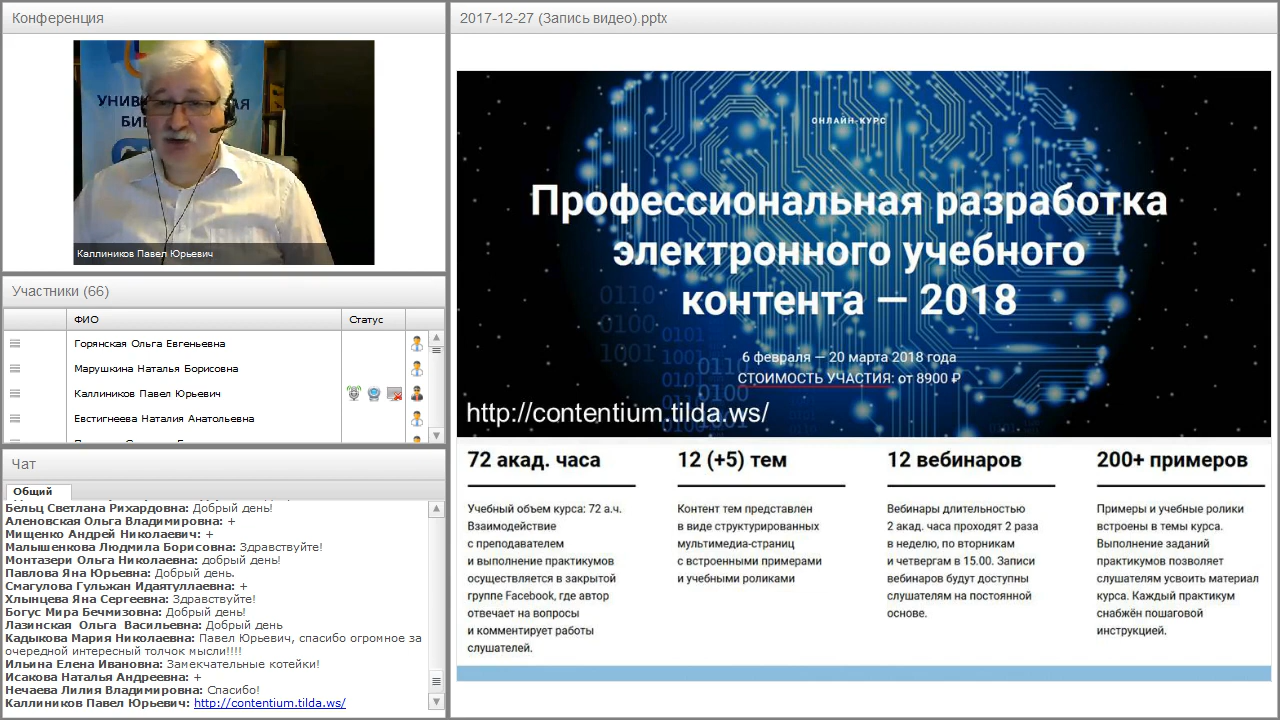 Конференция
УНИВ
АЯ
БИБ
Каллиников Павел Юрьевич
Участники (66)
ФИО
Статус
Горянская Ольга Евгеньевна
Марушкина Наталья Борисовна
Каллиников Павел Юрьевич
Евстигнеева Наталия Анатольевна
Чат
Общий
Бельц Светлана Рихардовна: Добрый день!
Аленовская Ольга Владимировна: +
Мищенко Андрей Николаевич: +
Малышенкова Людмила Борисовна: Здравствуйте!
Монтазери Ольга Николаевна: добрый день!
Павлова Яна Юрьевна: Добрый день.
Смагулова Гульжан Идаятуллаевна: +
Хлынцева Яна Сергеевна: Здравствуйте!
Богус Мира Бечмизовна: Добрый день!
Лазинская Ольга Васильевна: Добрый день
Кадыкова Мария Николаевна: Павел Юрьевич, спасибо огромное за
очередной интересный толчок мысли!!!!
Ильина Елена Ивановна: Замекчательные котейки!
Исакова Наталья Андреевна: +
Нечаева Лилия Владимировна: Спасибо!
Каллиников Павел Юрьевич: http://contentium.tilda.ws/
2017-12-27 (Запись видео).pptx
ОНЛАЙН-КУРС
Профессиональная разработка
электронного учебного
контента — 2018
6 февраля — 20 марта 2018 года
СТОИМОСТЬ УЧАСТИЯ: от 8900 ₽
http://contentium.tilda.ws/
72 акад. часа
Учебный объем курса: 72 а.ч.
Взаимодействие
с преподавателем
и выполнение практикумов
осуществляется в закрытой
группе Facebook, где автор
отвечает на вопросы
и комментирует работы
слушателей.
12 (+5) тем
Контент тем представлен
в виде структурированных
мультимедиа-страниц
с встроенными примерами
и учебными роликами
12 вебинаров
Вебинары длительностью
2 акад. часа проходят 2 раза
в неделю, по вторникам
и четвергам в 15.00. Записи
вебинаров будут доступны
слушателям на постоянной
основе.
200+ примеров
Примеры и учебные ролики
встроены в темы курса.
Выполнение заданий
практикумов позволяет
слушателям усвоить материал
курса. Каждый практикум
снабжён пошаговой
инструкцией.